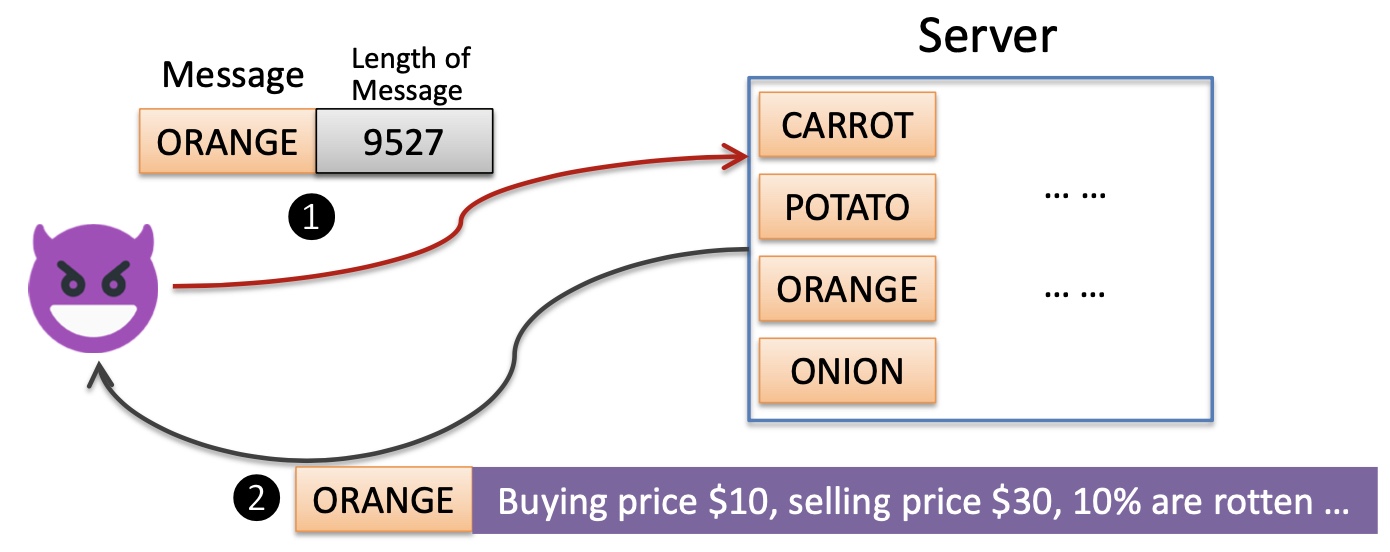 Server
Message
Length of
Message
ORANGE 9527
1
CARROT
POTATO
... ...
ORANGE
... ...
ONION
2
ORANGE Buying price $10, selling price $30, 10% are rotten ...